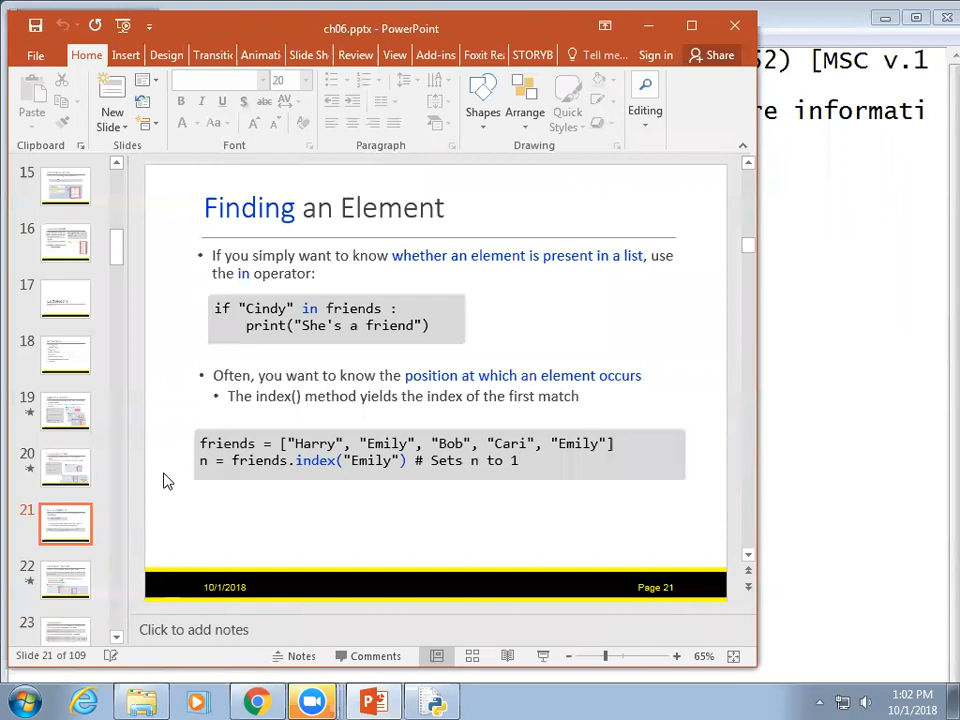 ch06.pptx - PowerPoint
File Home Insert Design Transitic Animati Slide Sh Review View Add-ins Foxit Re STORYB Tell me... Sign in Share
Paste
New
Slide
20
B I U S abc AV
A Aa A A
Shapes Arrange Quick
Styles
Editing
Clipboard Slides Font Paragraph Drawing
52) [MSC v.1
re informati
15
16
17
18
19
20
21
22
23
Finding an Element
• If you simply want to know whether an element is present in a list, use
the in operator:
if "Cindy" in friends :
print("She's a friend")
• Often, you want to know the position at which an element occurs
• The index() method yields the index of the first match
friends = ["Harry", "Emily", "Bob", "Cari", "Emily"]
n = friends.index("Emily") # Sets n to 1
10/1/2018 Page 21
Click to add notes
Slide 21 of 109 Notes Comments 65%
1:02 PM
10/1/2018